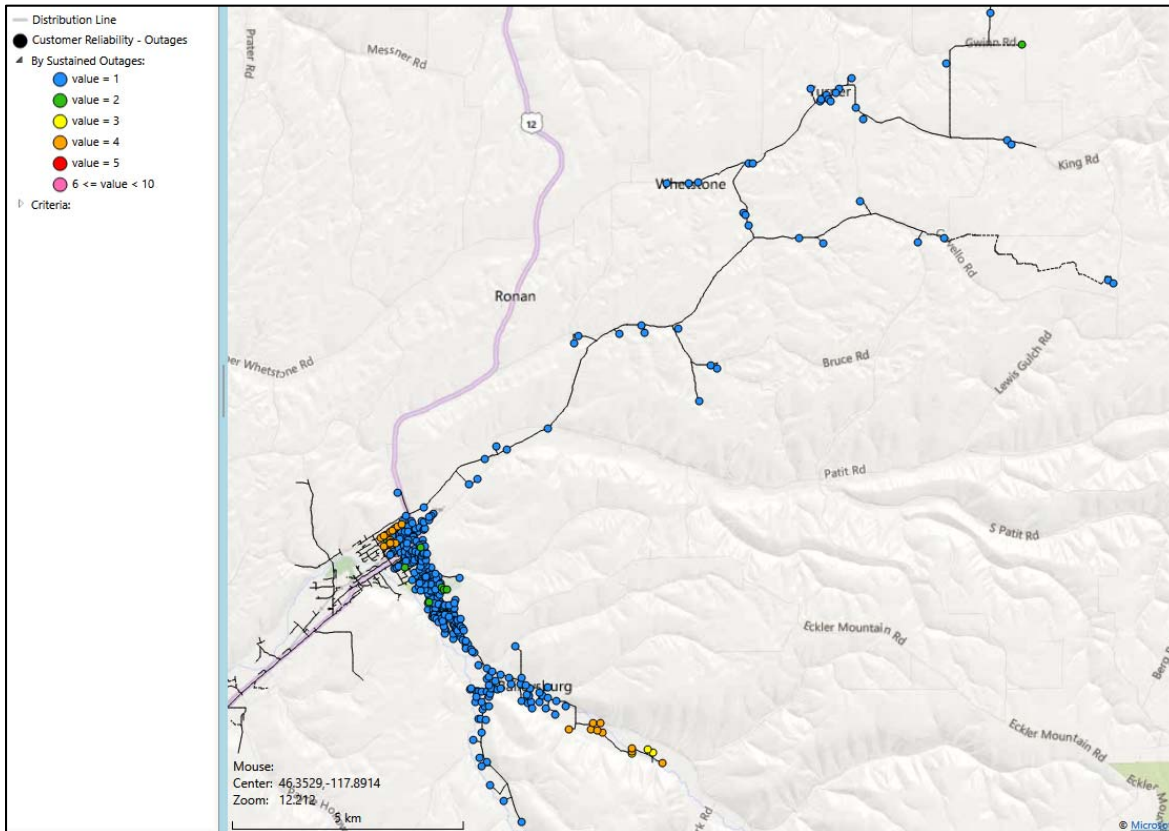 Distribution Line
Customer Reliability - Outages
By Sustained Outages:
value = 1
value = 2
value = 3
value = 4
value = 5
6 <= value < 10
Criteria:
Prater Rd
Messner Rd
Gwinn Rd
12
Turner
King Rd
Whetstone
Covello Rd
Ronan
Whetstone Rd
Bruce Rd
Lewis Gulch Rd
Patit Rd
S Patit Rd
Eckler Mountain Rd
Eckler Mountain Rd
Mouse:
Center: 46.3529,-117.8914
Zoom: 12.212
5 km
© Microso